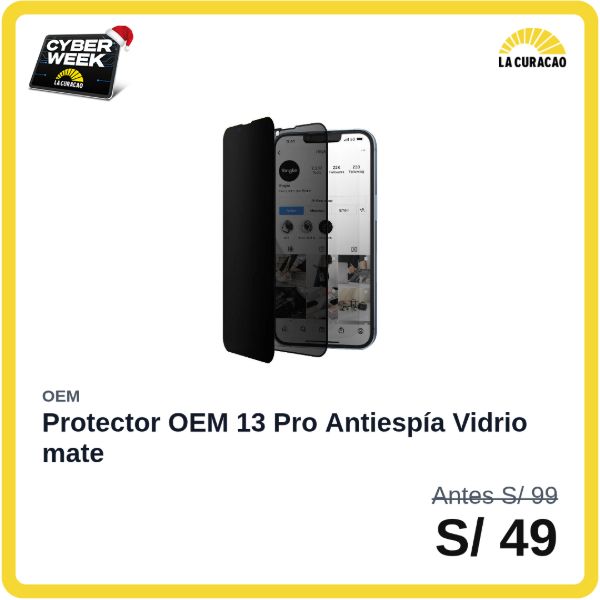 CYBER
WEEK
LA CURACAO
LA CURACAO
OEM
Protector OEM 13 Pro Antiespía Vidrio
mate
Antes S/ 99
S/ 49